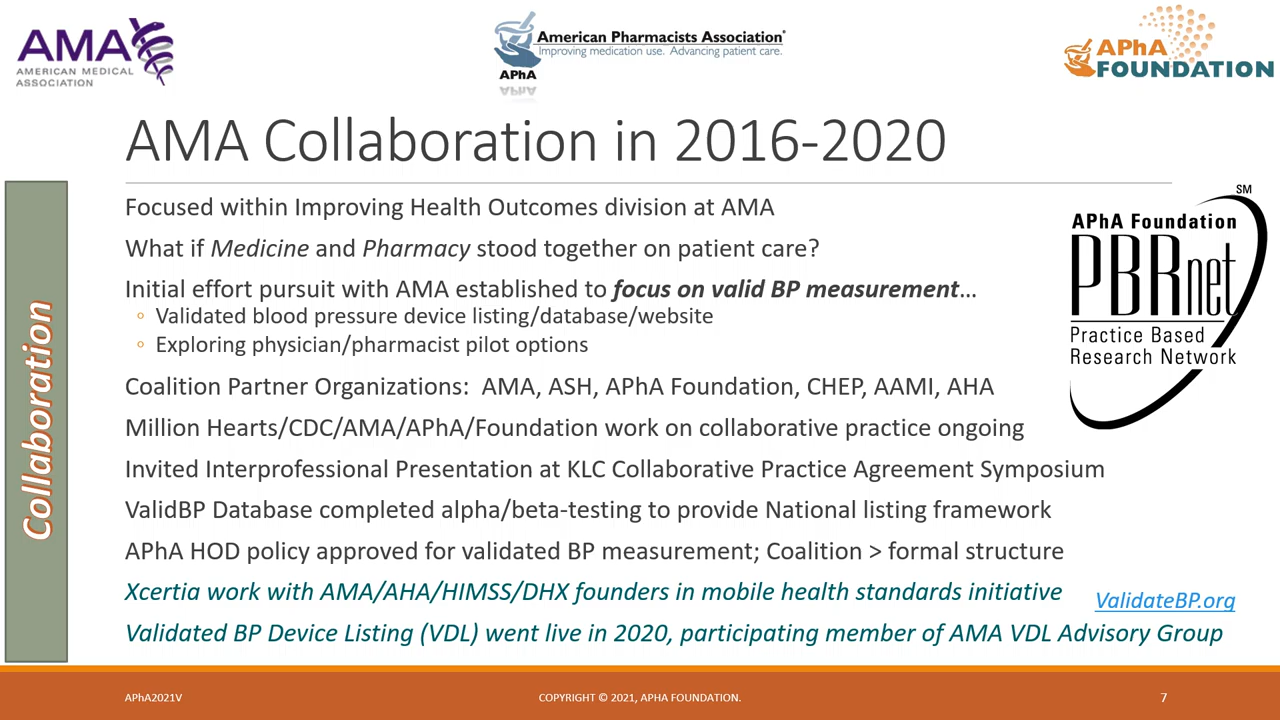 AMA
AMERICAN MEDICAL
ASSOCIATION
American Pharmacists Association®
Improving medication use. Advancing patient care.
APhA
APhA
FOUNDATION
AMA Collaboration in 2016-2020
Collaboration
Focused within Improving Health Outcomes division at AMA
What if Medicine and Pharmacy stood together on patient care?
Initial effort pursuit with AMA established to focus on valid BP measurement…
◦ Validated blood pressure device listing/database/website
◦ Exploring physician/pharmacist pilot options
Coalition Partner Organizations:  AMA, ASH, APhA Foundation, CHEP, AAMI, AHA
Million Hearts/CDC/AMA/APhA/Foundation work on collaborative practice ongoing
Invited Interprofessional Presentation at KLC Collaborative Practice Agreement Symposium
ValidBP Database completed alpha/beta-testing to provide National listing framework
APhA HOD policy approved for validated BP measurement; Coalition > formal structure
Xcertia work with AMA/AHA/HIMSS/DHX founders in mobile health standards initiative
Validated BP Device Listing (VDL) went live in 2020, participating member of AMA VDL Advisory Group
SM
APhA Foundation
PBRnet
Practice Based
Research Network
ValidateBP.org
APhA2021V
COPYRIGHT © 2021, APHA FOUNDATION.
7